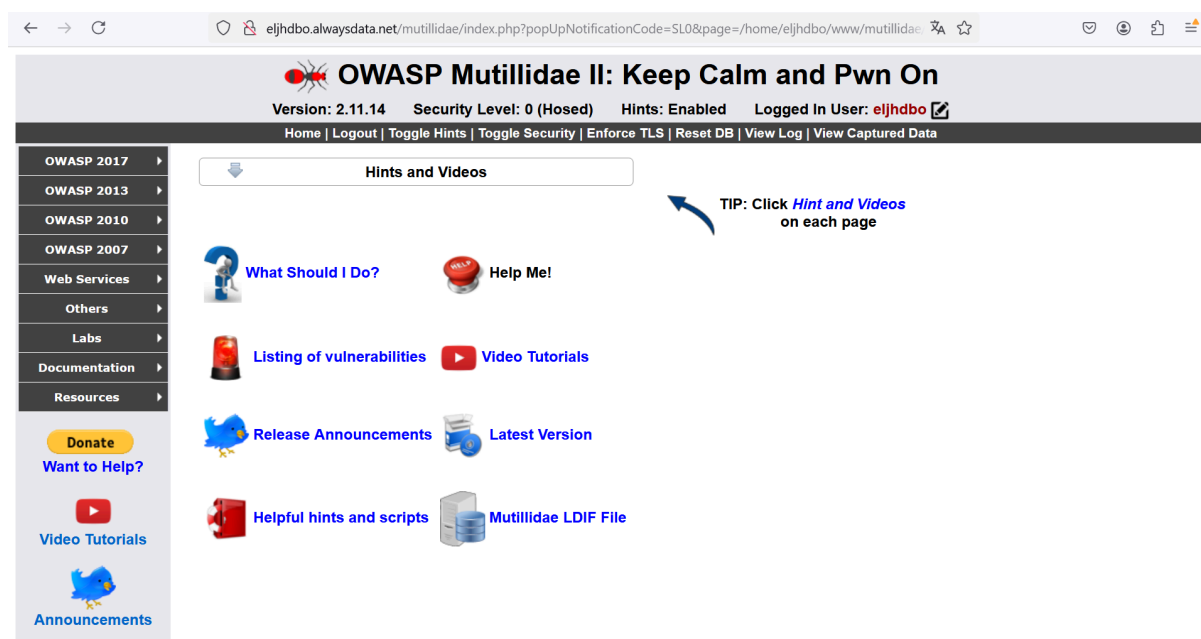 eljhdbo.alwaysdata.net/mutillidae/index.php?popUpNotificationCode=SL0&page=/home/eljhdbo/www/mutillidae/
OWASP Mutillidae II: Keep Calm and Pwn On
Version: 2.11.14 Security Level: 0 (Hosed) Hints: Enabled Logged In User: eljhdbo
Home | Logout | Toggle Hints | Toggle Security | Enforce TLS | Reset DB | View Log | View Captured Data
OWASP 2017
OWASP 2013
OWASP 2010
OWASP 2007
Web Services
Others
Labs
Documentation
Resources
Donate
Want to Help?
Video Tutorials
Announcements
Hints and Videos
TIP: Click Hint and Videos
on each page
What Should I Do?
HELP
Help Me!
Listing of vulnerabilities
Video Tutorials
Release Announcements
Latest Version
Helpful hints and scripts
Mutillidae LDIF File